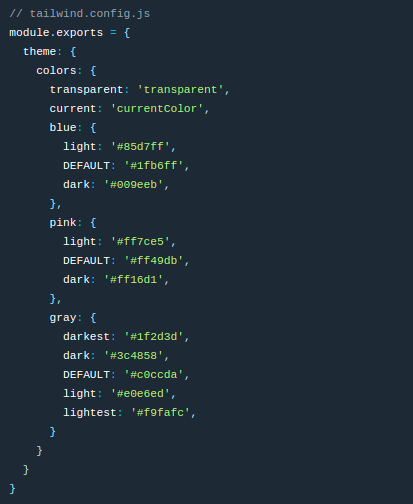 // tailwind.config.js
module.exports = {
  theme: {
    colors: {
      transparent: 'transparent',
      current: 'currentColor',
      blue: {
        light: '#85d7ff',
        DEFAULT: '#1fb6ff',
        dark: '#009eeb',
      },
      pink: {
        light: '#ff7ce5',
        DEFAULT: '#ff49db',
        dark: '#ff16d1',
      },
      gray: {
        darkest: '#1f2d3d',
        dark: '#3c4858',
        DEFAULT: '#c0ccda',
        light: '#e0e6ed',
        lightest: '#f9fafc',
      }
    }
  }
}